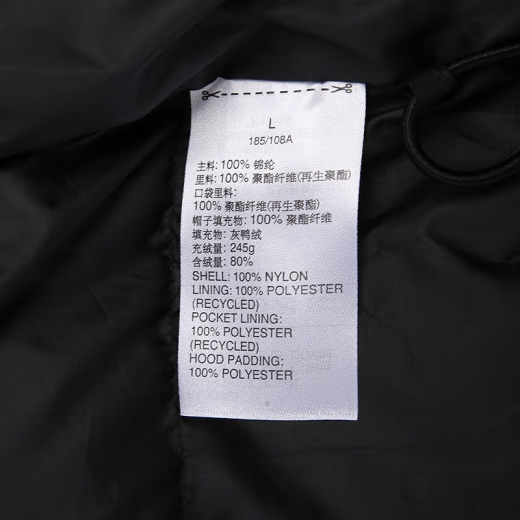 L
185/108A
主料: 100% 锦纶
里料: 100% 聚酯纤维(再生聚酯)
口袋里料:
100% 聚酯纤维(再生聚酯)
帽子填充物: 100% 聚酯纤维
填充物: 灰鸭绒
充绒量: 245g
含绒量: 80%
SHELL: 100% NYLON
LINING: 100% POLYESTER
(RECYCLED)
POCKET LINING:
100% POLYESTER
(RECYCLED)
HOOD PADDING:
100% POLYESTER